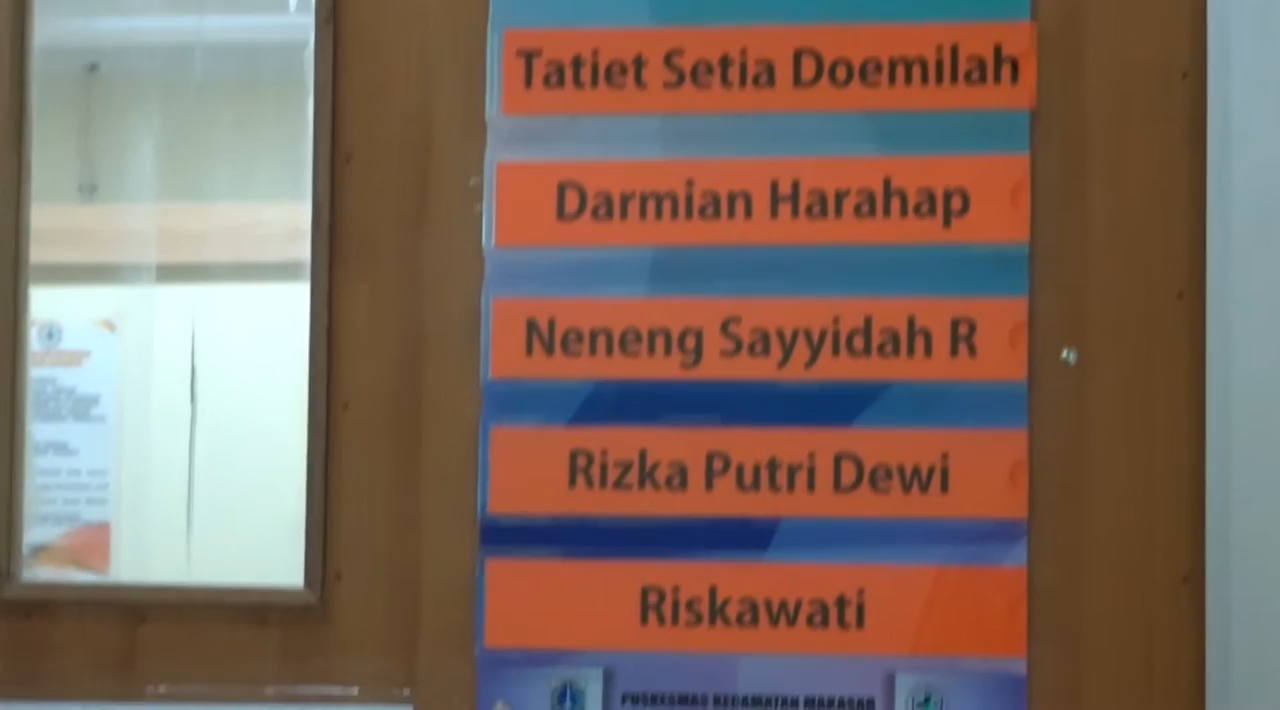 Tatiet Setia Doemilah
Darmian Harahap
Neneng Sayyidah R
Rizka Putri Dewi
Riskawati
PUSKESMAS KECAMATAN MAKASAR